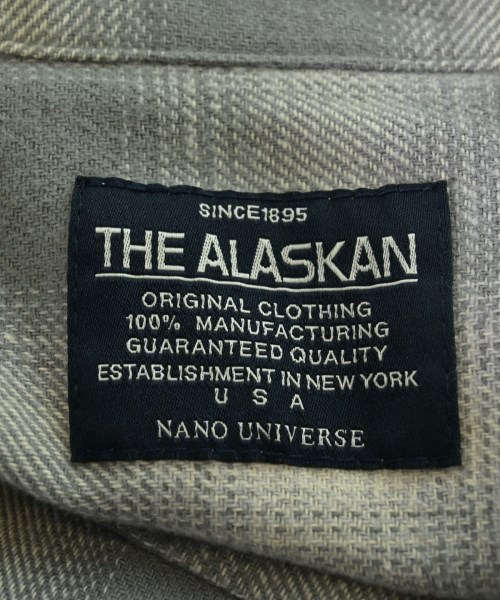 SINCE1895
THE ALASKAN
ORIGINAL CLOTHING
100% MANUFACTURING
GUARANTEED QUALITY
ESTABLISHMENT IN NEW YORK
U S A
NANO UNIVERSE